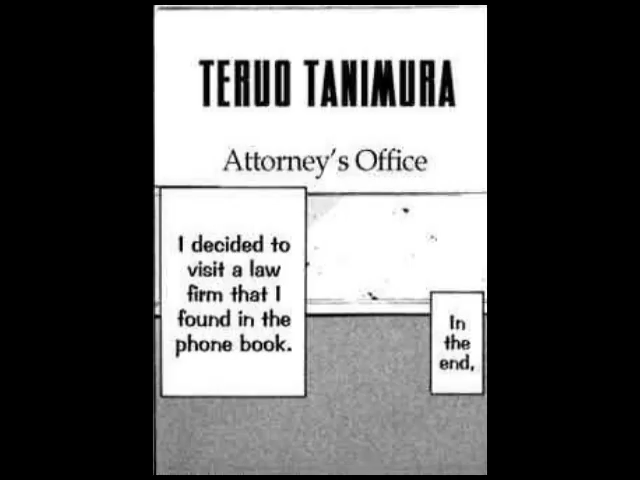 TERUO TANIMURA
Attorney's Office
In
the
end,
I decided to
visit a law
firm that I
found in the
phone book.